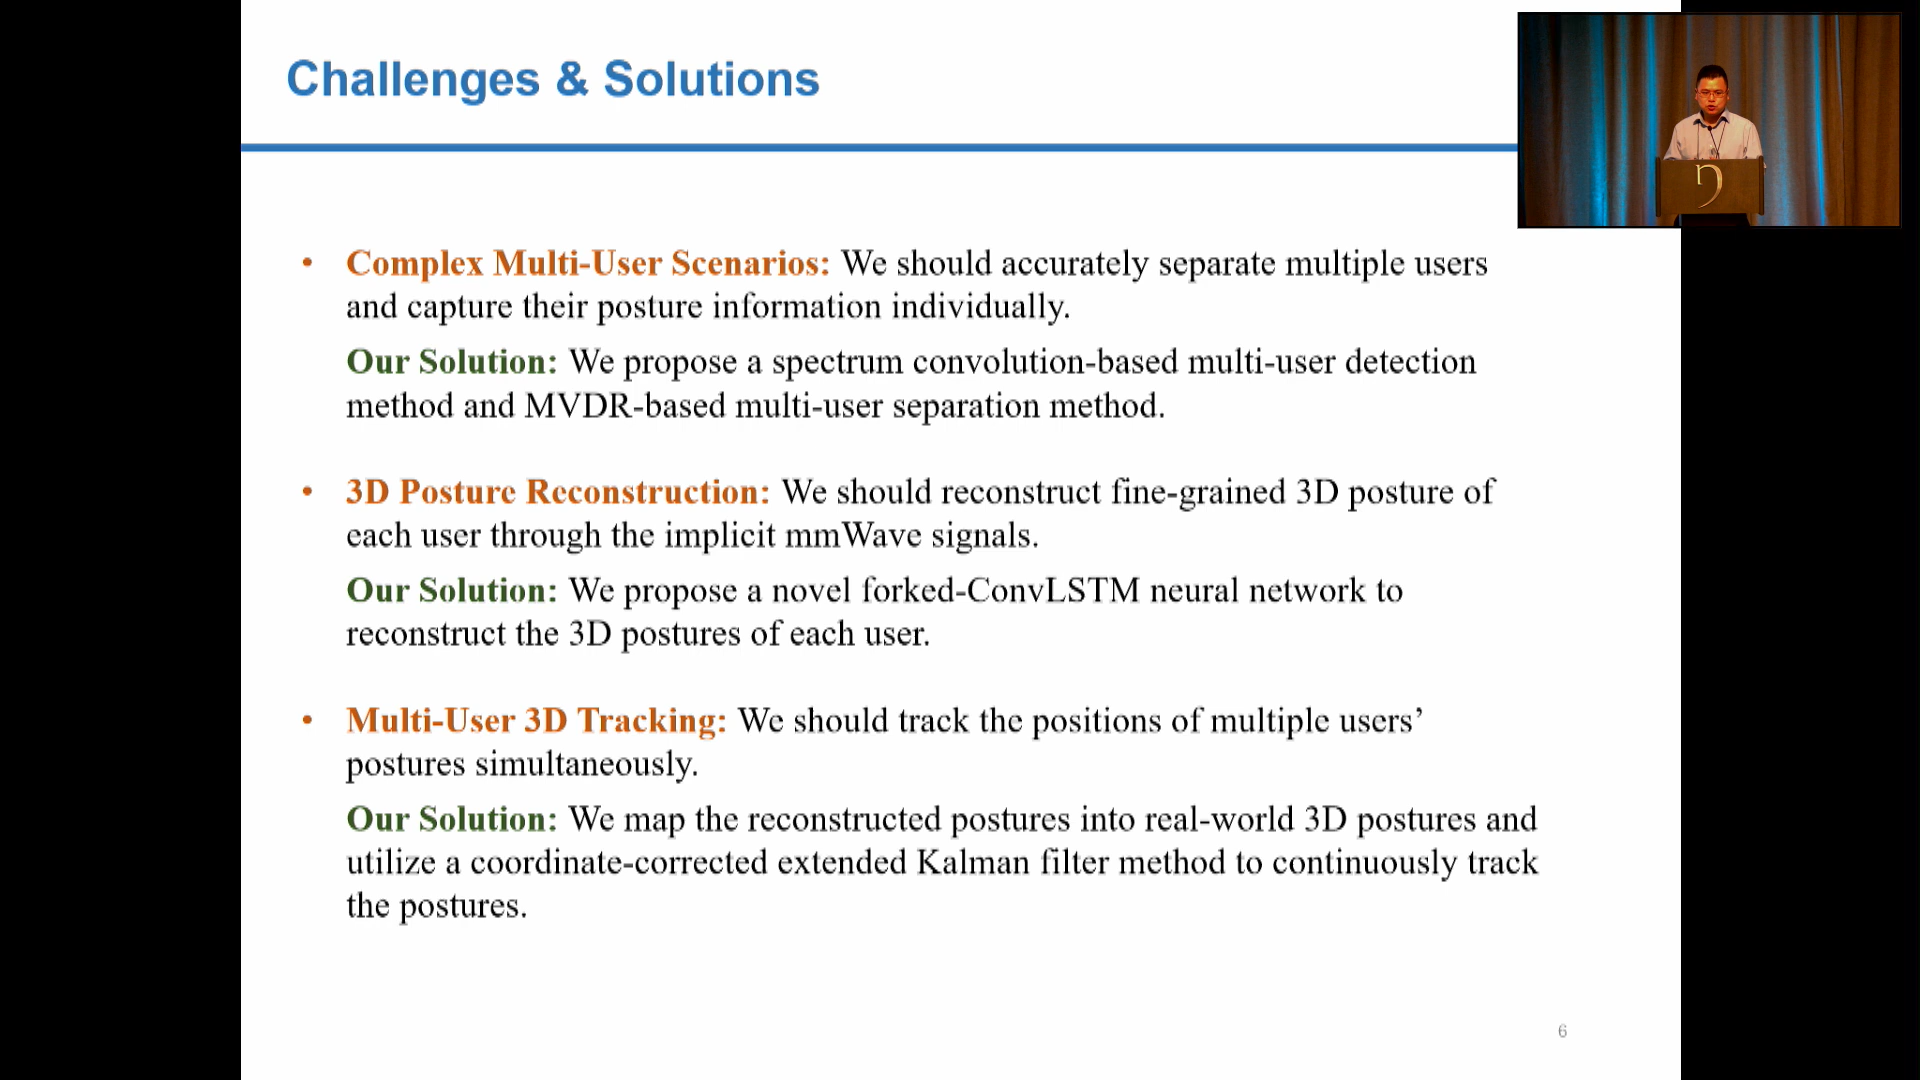 Challenges & Solutions
• Complex Multi-User Scenarios: We should accurately separate multiple users
and capture their posture information individually.
Our Solution: We propose a spectrum convolution-based multi-user detection
method and MVDR-based multi-user separation method.
• 3D Posture Reconstruction: We should reconstruct fine-grained 3D posture of
each user through the implicit mmWave signals.
Our Solution: We propose a novel forked-ConvLSTM neural network to
reconstruct the 3D postures of each user.
• Multi-User 3D Tracking: We should track the positions of multiple users’
postures simultaneously.
Our Solution: We map the reconstructed postures into real-world 3D postures and
utilize a coordinate-corrected extended Kalman filter method to continuously track
the postures.
6